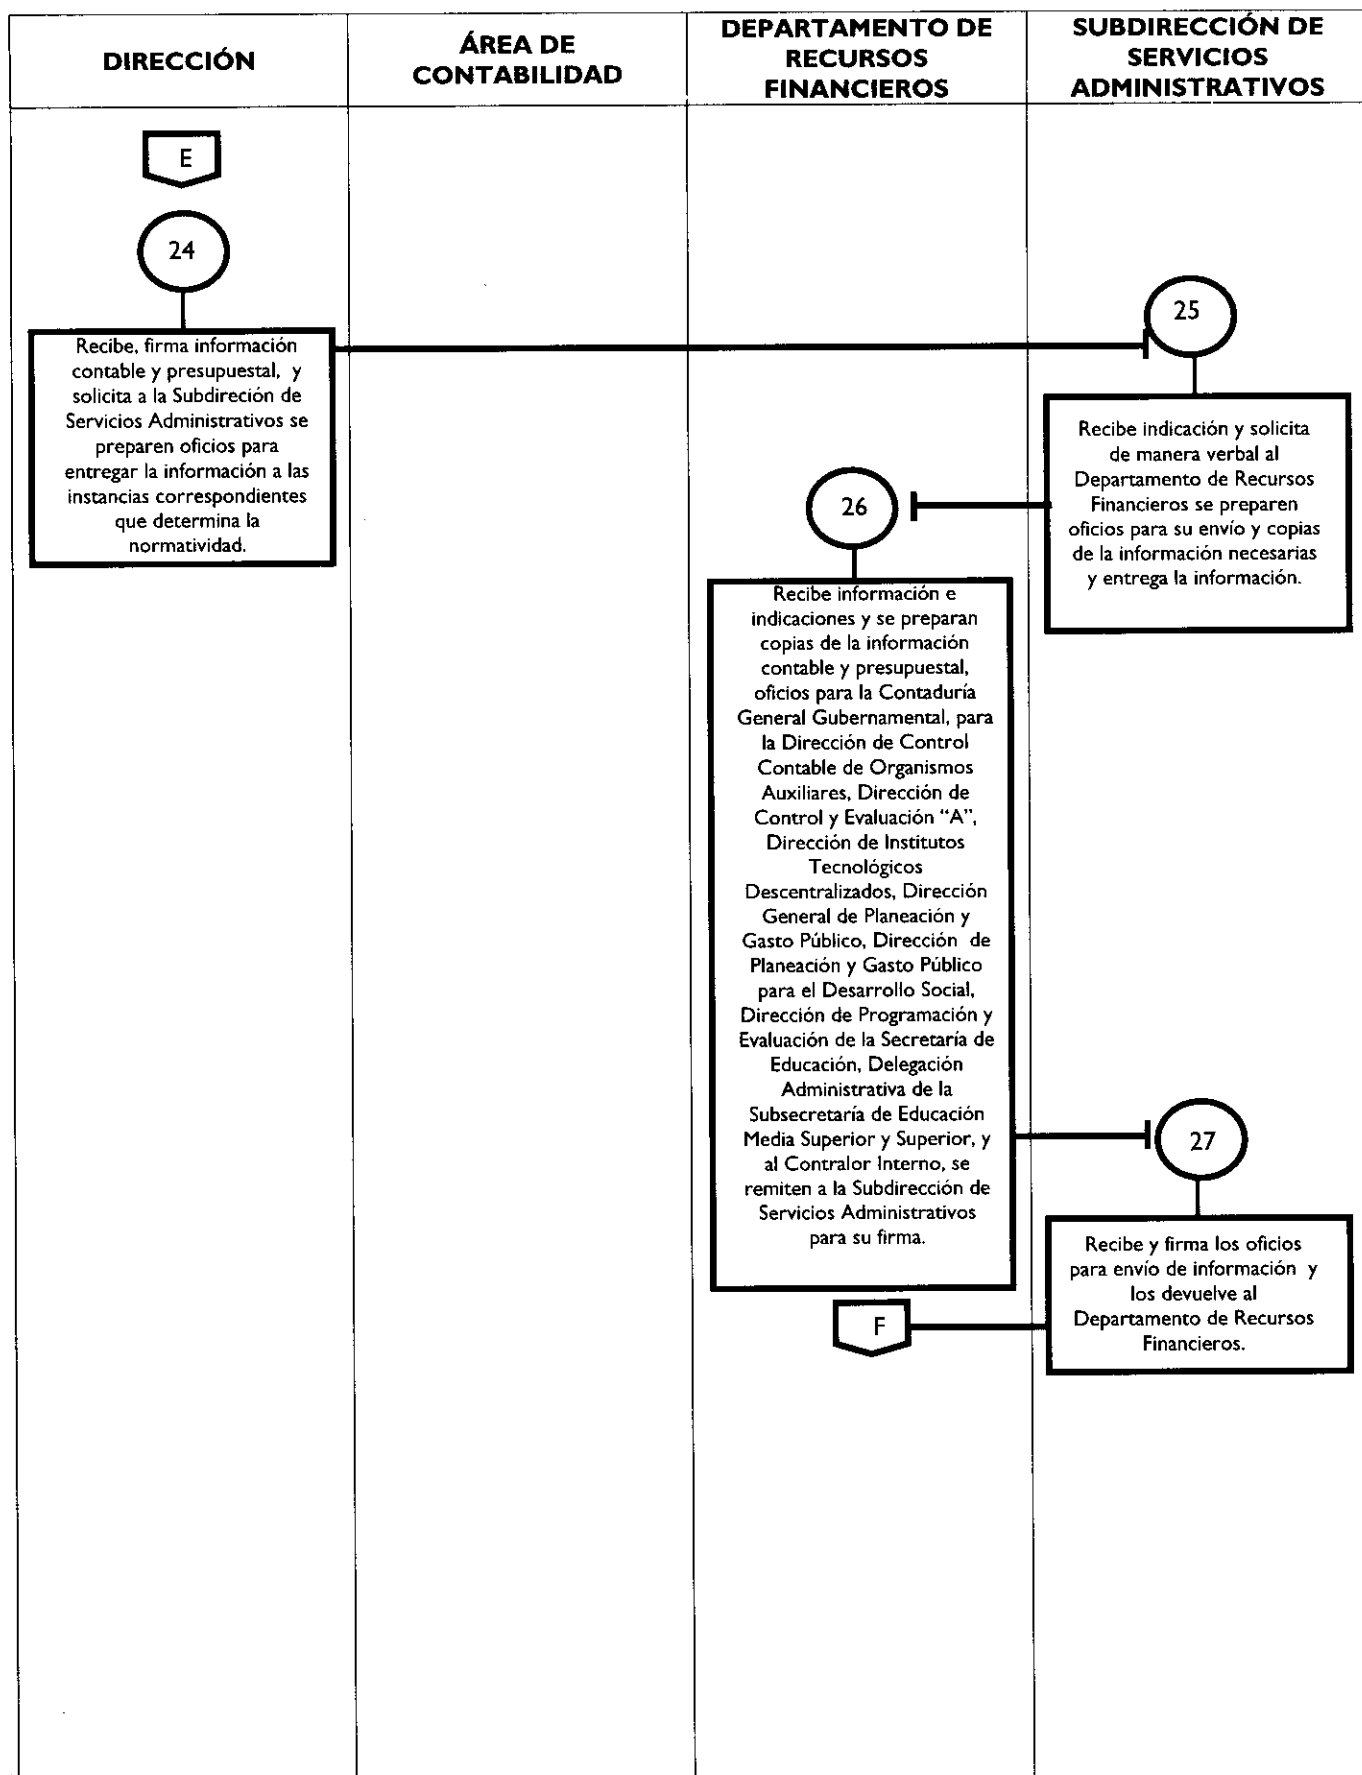 DIRECCIÓN
ÁREA DE
CONTABILIDAD
DEPARTAMENTO DE
RECURSOS
FINANCIEROS
SUBDIRECCIÓN DE
SERVICIOS
ADMINISTRATIVOS
E
24
Recibe, firma información
contable y presupuestal, y
solicita a la Subdireción de
Servicios Administrativos se
preparen oficios para
entregar la información a las
instancias correspondientes
que determina la
normatividad.
25
Recibe indicación y solicita
de manera verbal al
Departamento de Recursos
Financieros se preparen
oficios para su envío y copias
de la información necesarias
y entrega la información.
26
Recibe información e
indicaciones y se preparan
copias de la información
contable y presupuestal,
oficios para la Contaduría
General Gubernamental, para
la Dirección de Control
Contable de Organismos
Auxiliares, Dirección de
Control y Evaluación “A”,
Dirección de Institutos
Tecnológicos
Descentralizados, Dirección
General de Planeación y
Gasto Público, Dirección de
Planeación y Gasto Público
para el Desarrollo Social,
Dirección de Programación y
Evaluación de la Secretaría de
Educación, Delegación
Administrativa de la
Subsecretaría de Educación
Media Superior y Superior, y
al Contralor Interno, se
remiten a la Subdirección de
Servicios Administrativos
para su firma.
27
Recibe y firma los oficios
para envío de información y
los devuelve al
Departamento de Recursos
Financieros.
F